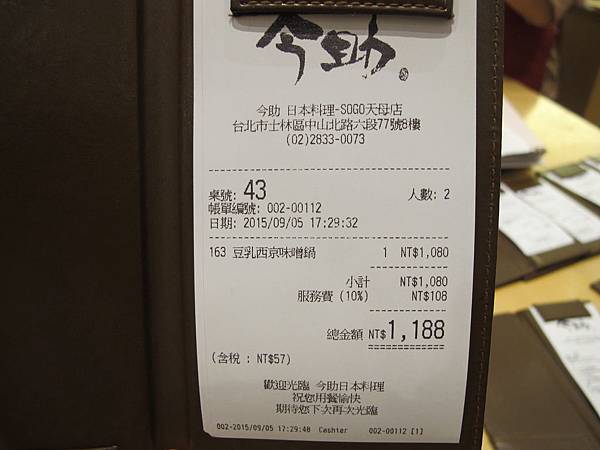 今助
今助 日本料理-SOGO天母店
台北市士林區中山北路六段77號8樓
(02)2833-0073
桌號: 43 人數: 2
帳單編號: 002-00112
日期: 2015/09/05 17:29:32
163 豆乳西京味噌鍋 1 NT$1,080
小計 NT$1,080
服務費 (10%) NT$108
總金額 NT$1,188
(含稅 : NT$57)
歡迎光臨 今助日本料理
祝您用餐愉快
期待您下次再次光臨
002-2015/09/05 17:29:48 Cashter 002-00112 [1]